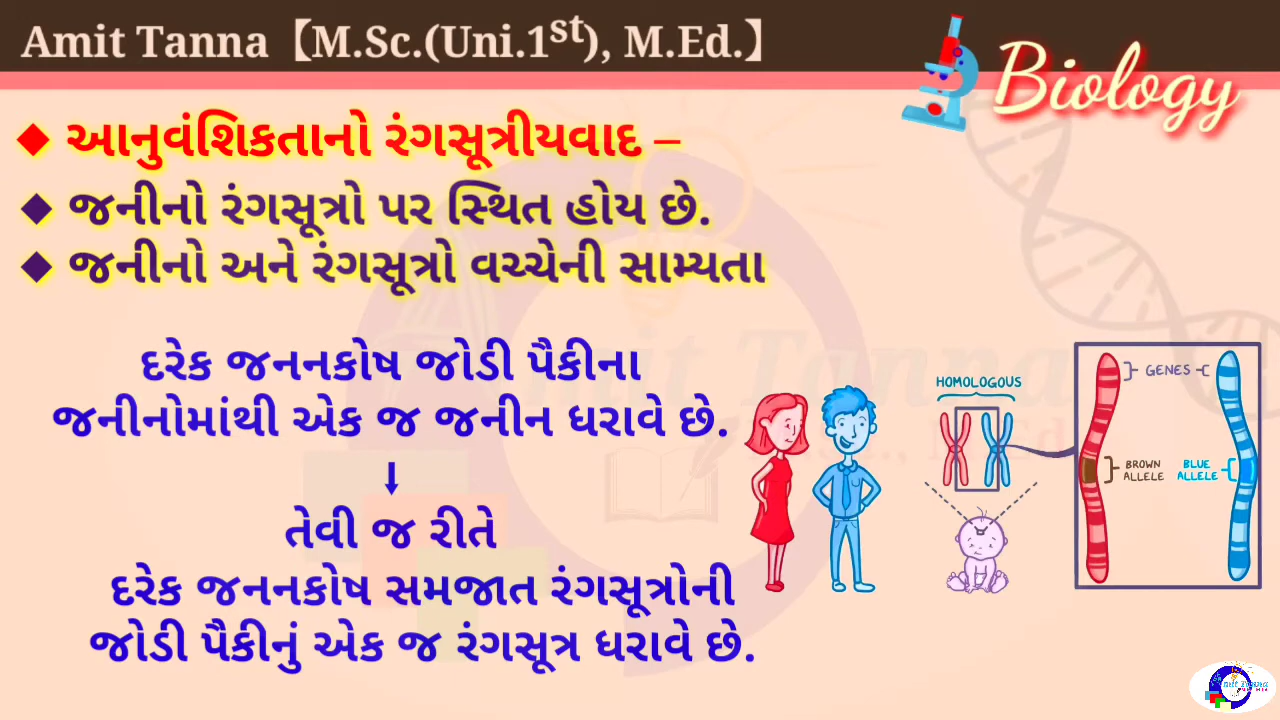 Amit Tanna【M.Sc.(Uni.1st), M.Ed.】
Biology
◆ આનુવંશિકતાનો રંગસૂત્રીયવાદ –
◆ જનીનો રંગસૂત્રો પર સ્થિત હોય છે.
◆ જનીનો અને રંગસૂત્રો વચ્ચેની સામ્યતા
દરેક જનનકોષ જોડી પૈકીના
જનીનોમાંથી એક જ જનીન ધરાવે છે.
તેવી જ રીતે
દરેક જનનકોષ સમજાત રંગસૂત્રોની
જોડી પૈકીનું એક જ રંગસૂત્ર ધરાવે છે.
HOMOLOGOUS
GENES
BROWN
ALLELE
BLUE
ALLELE
Amit Tanna